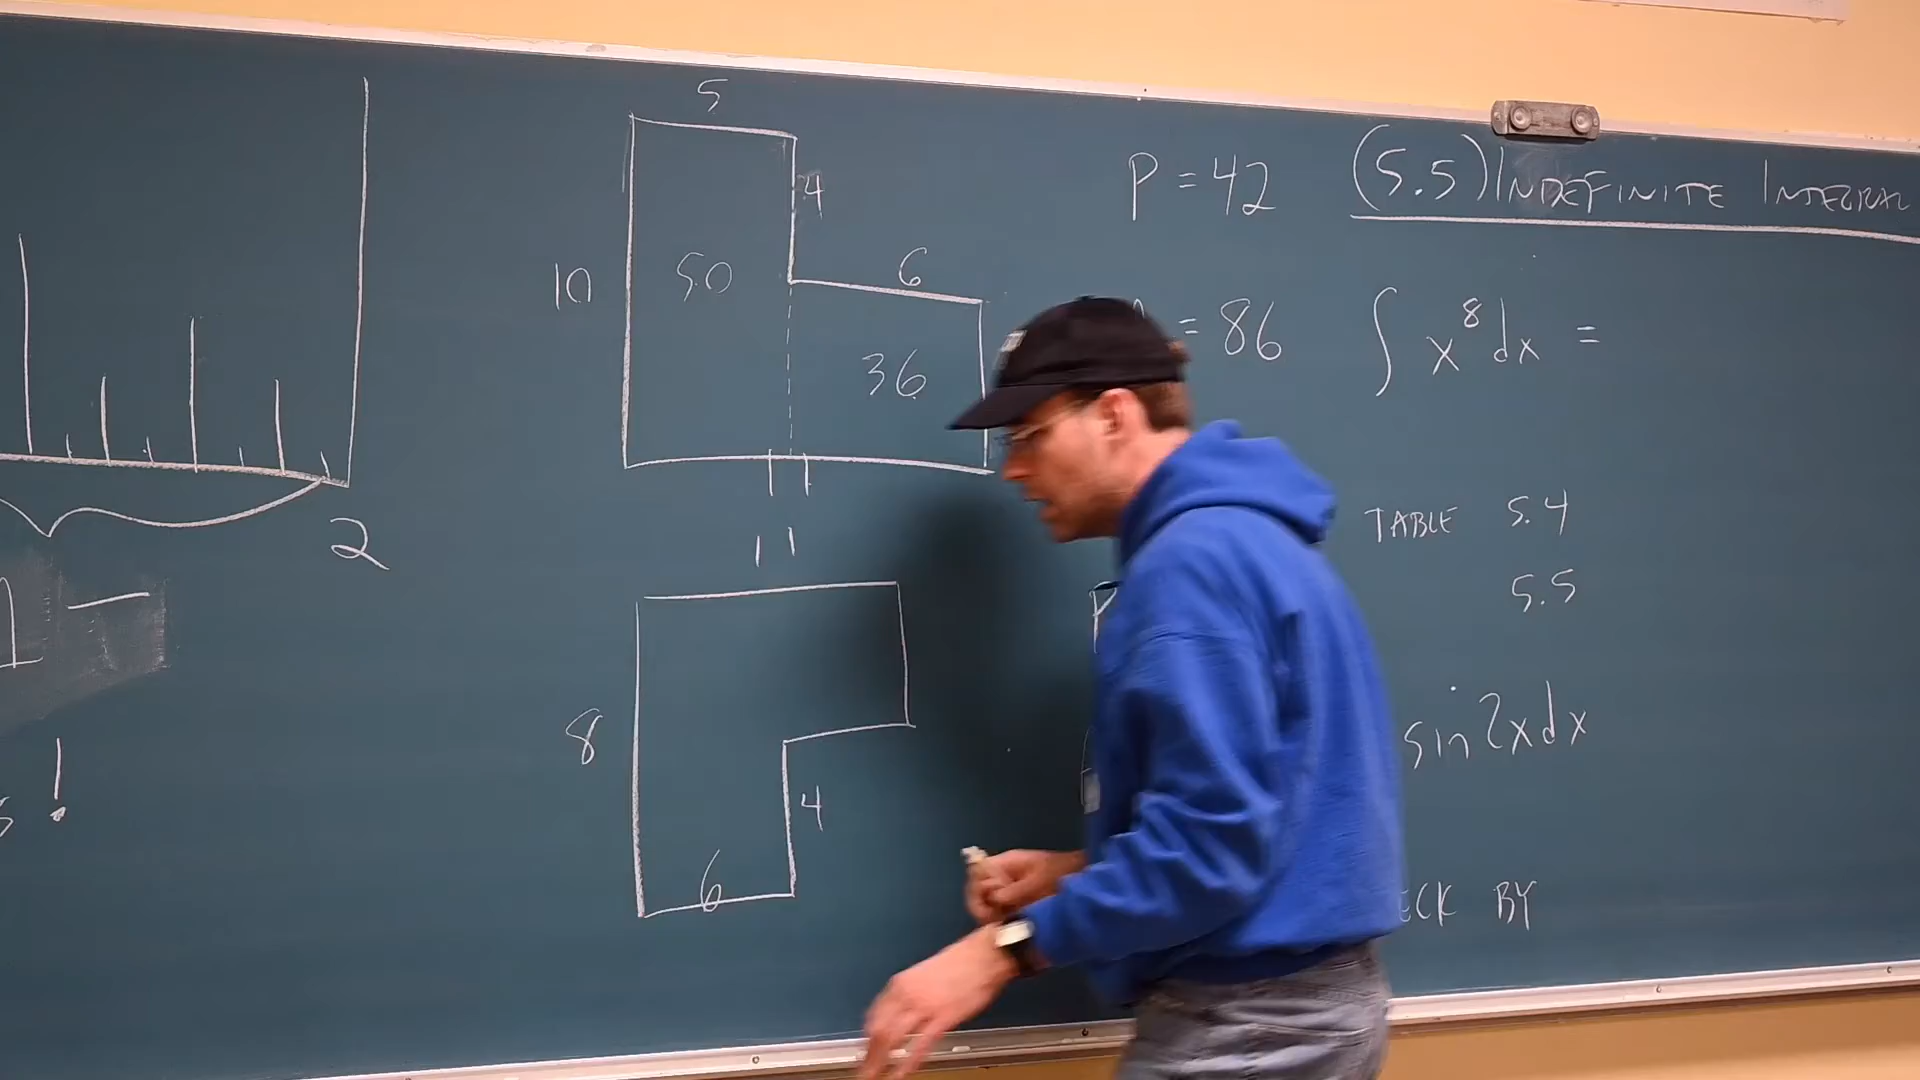 5
4
10
50
6
36
11
2
8
4
6
P = 42
= 86
(5.5) INDEFINITE INTEGRAL
∫ x⁸ dx =
TABLE 5.4
5.5
sin 2x dx
ECK BY
P
!